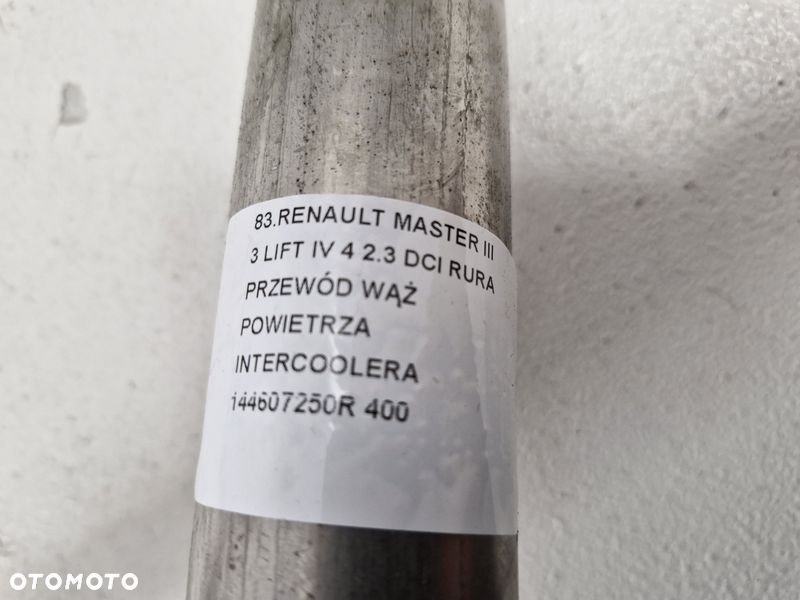 83.RENAULT MASTER III
3 LIFT IV 4 2.3 DCI RURA
PRZEWÓD WĄŻ
POWIETRZA
INTERCOOLERA
144607250R 400
OTOMOTO